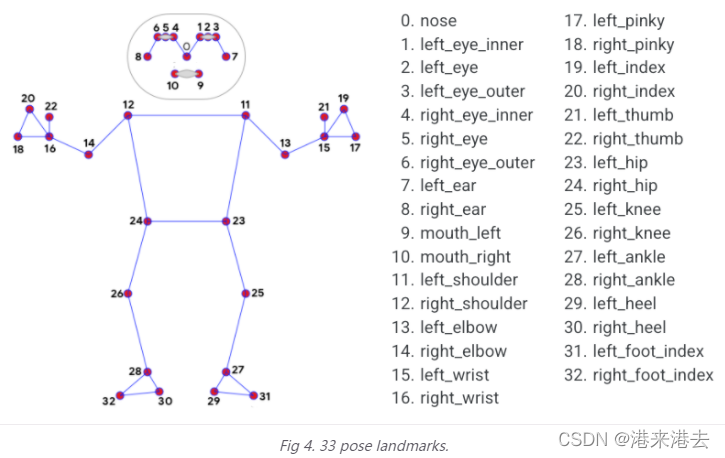 6 5 4
1 2 3
0
8
7
10
9
20
22
18
16
14
12
11
13
21
19
15
17
24
23
26
25
28
27
32
30
29
31
0. nose
1. left_eye_inner
2. left_eye
3. left_eye_outer
4. right_eye_inner
5. right_eye
6. right_eye_outer
7. left_ear
8. right_ear
9. mouth_left
10. mouth_right
11. left_shoulder
12. right_shoulder
13. left_elbow
14. right_elbow
15. left_wrist
16. right_wrist
17. left_pinky
18. right_pinky
19. left_index
20. right_index
21. left_thumb
22. right_thumb
23. left_hip
24. right_hip
25. left_knee
26. right_knee
27. left_ankle
28. right_ankle
29. left_heel
30. right_heel
31. left_foot_index
32. right_foot_index
Fig 4. 33 pose landmarks.
CSDN @港来港去